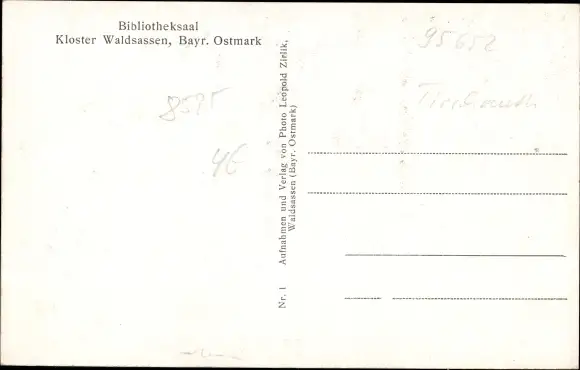 Bibliotheksaal
Kloster Waldsassen, Bayr. Ostmark
Nr. 1 Aufnahmen und Verlag von Photo Leopold Zirlik,
Waldsassen (Bayr. Ostmark)
95652
8595
4€